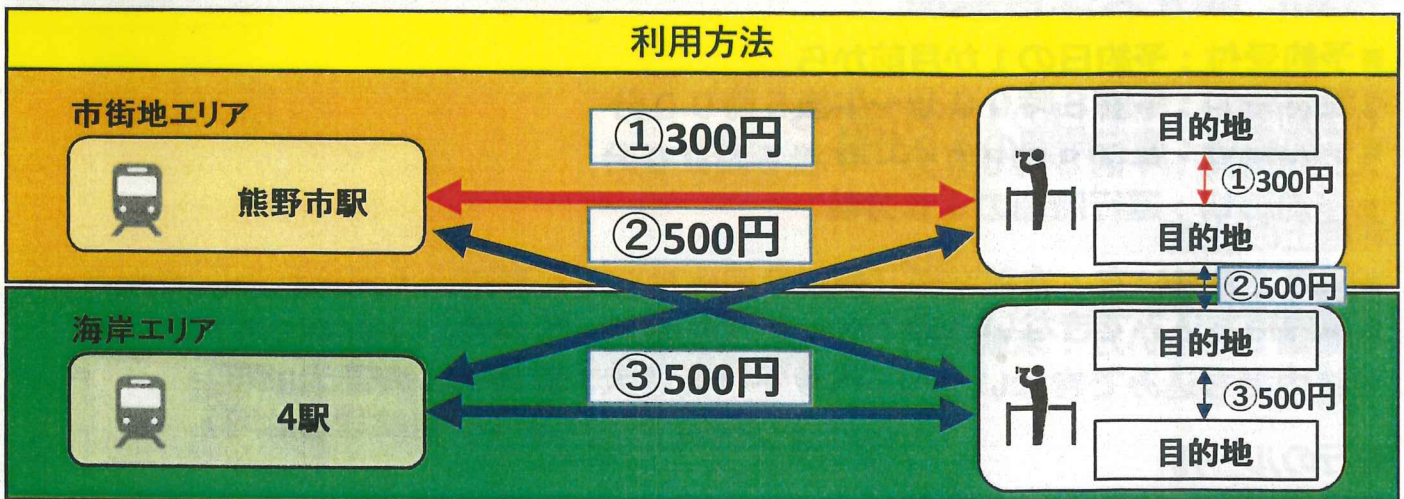 利用方法
市街地エリア
熊野市駅
①300円
②500円
目的地
①300円
目的地
②500円
海岸エリア
4駅
③500円
目的地
③500円
目的地